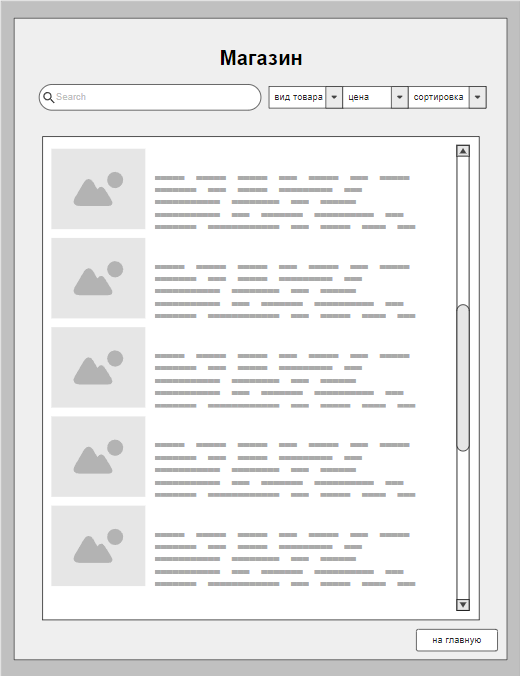 Магазин
Search
вид товара
цена
сортировка
на главную